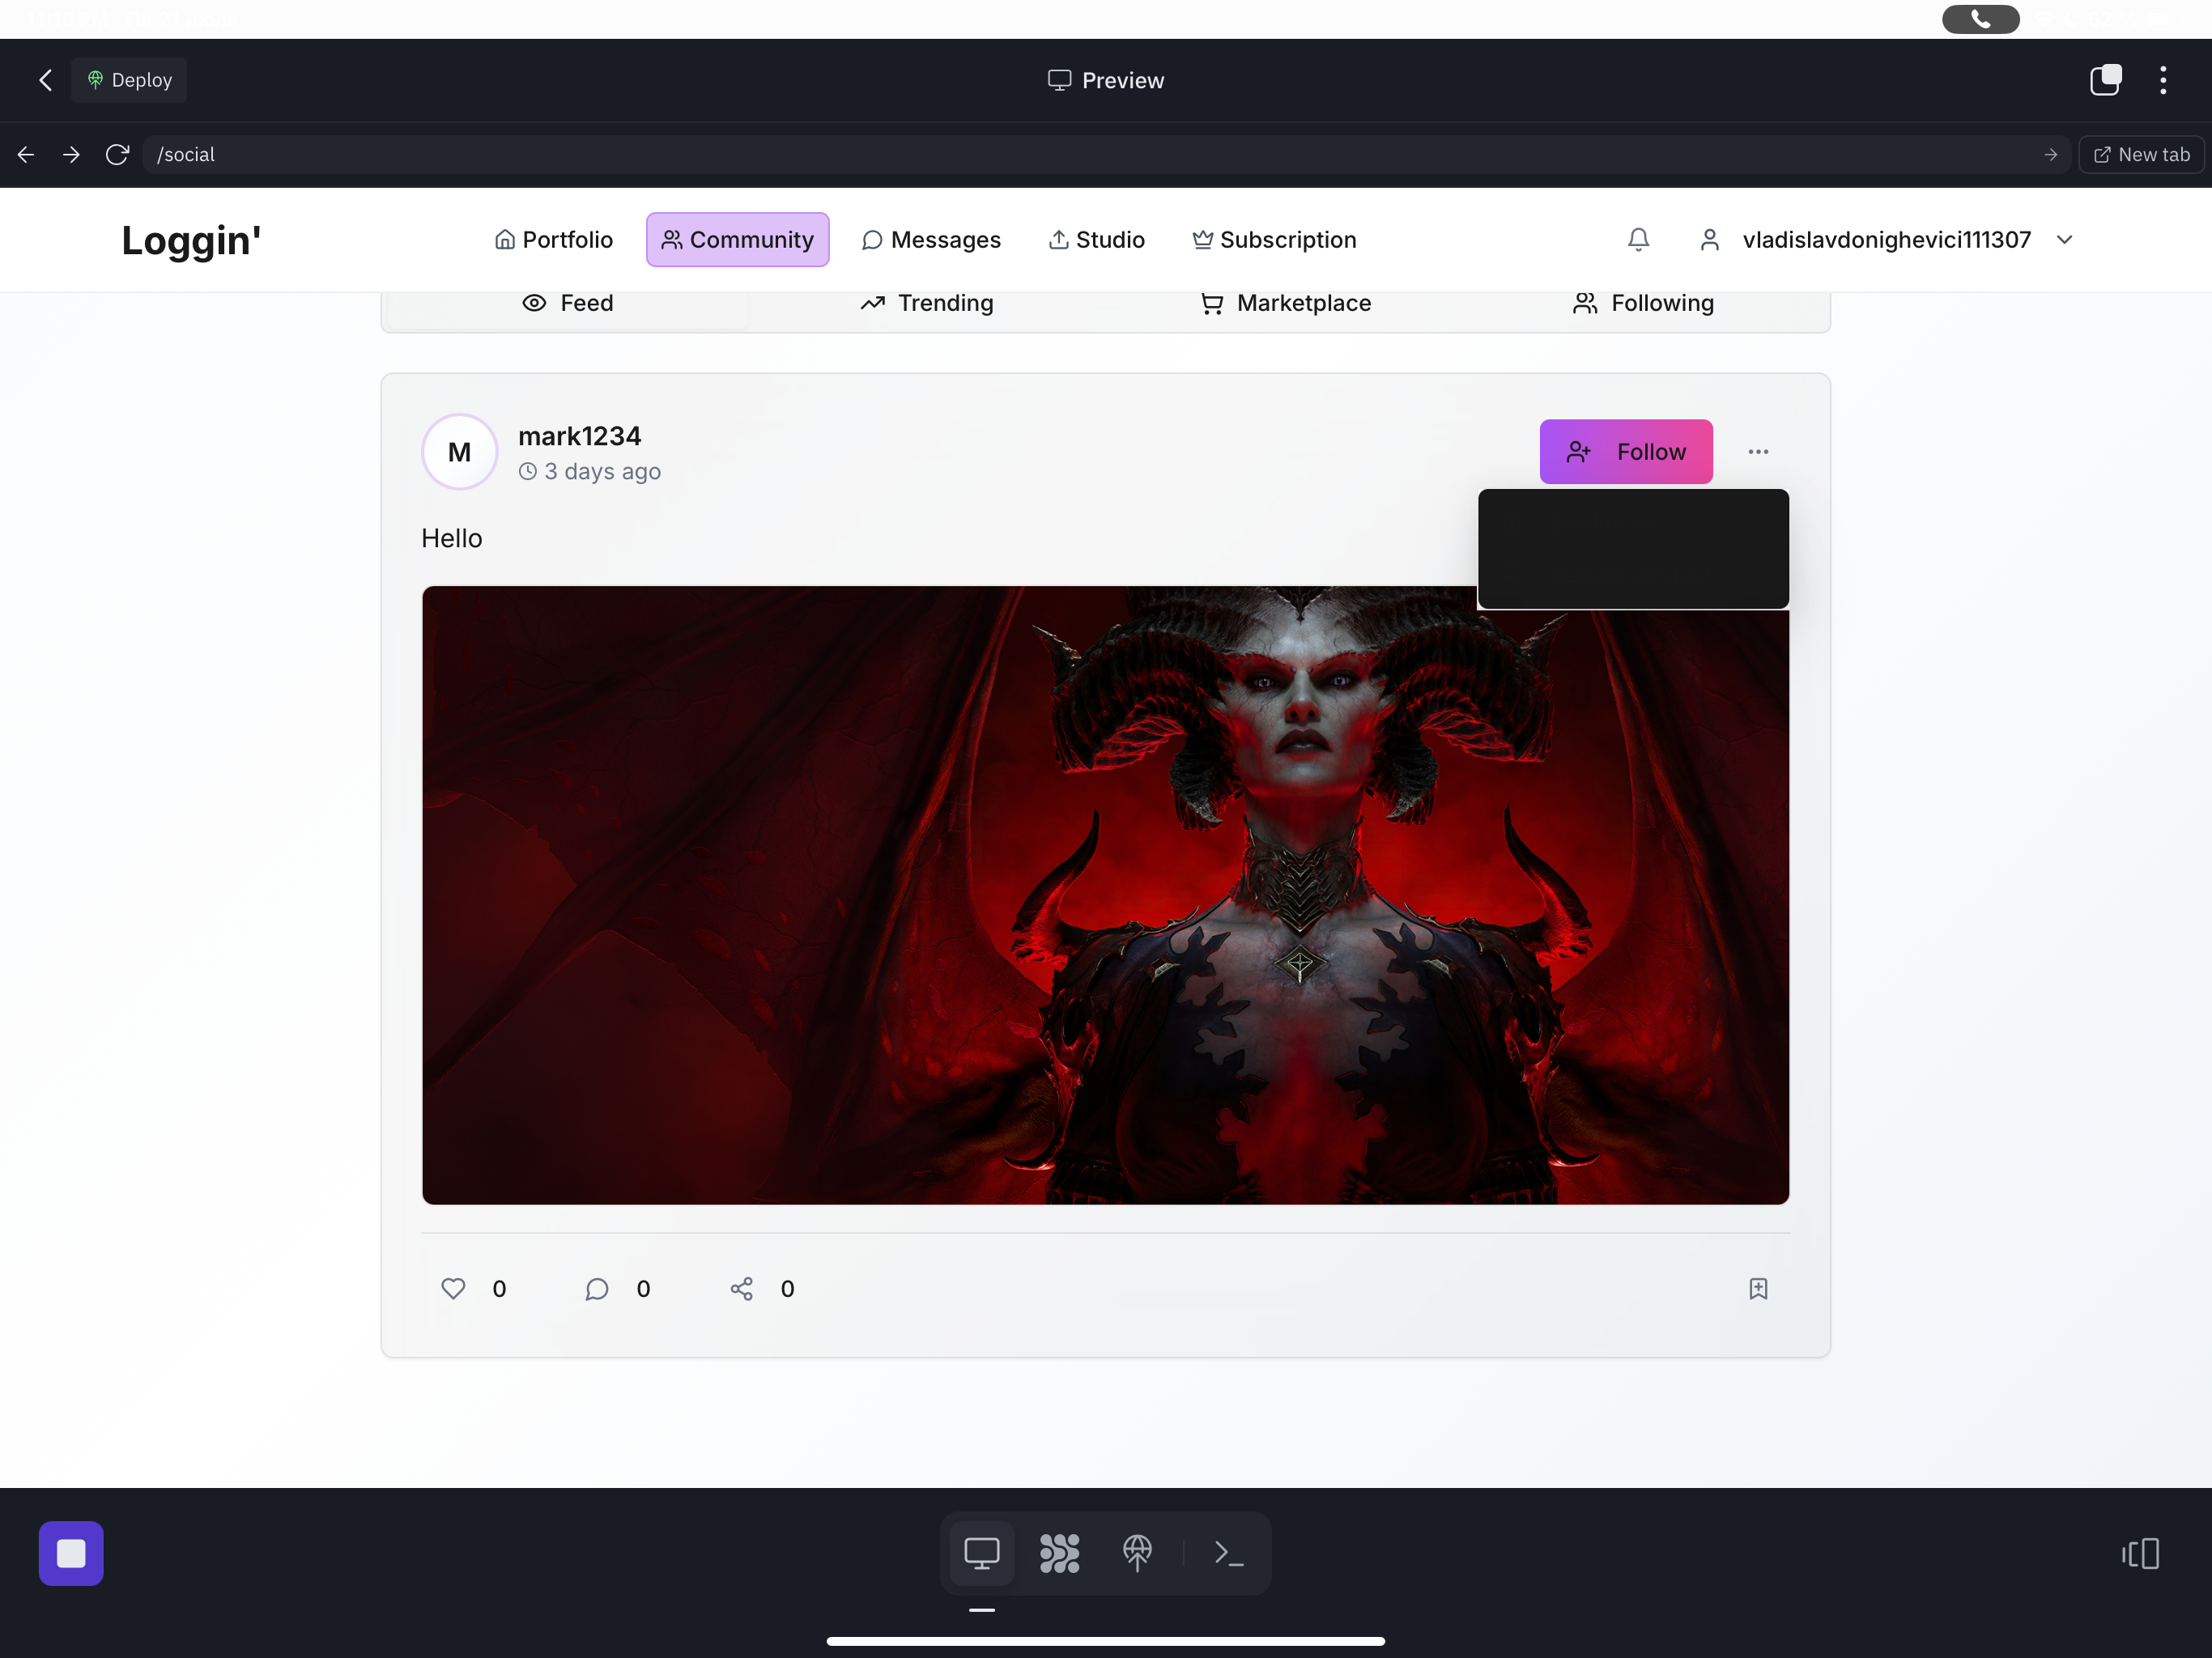 Deploy
Preview
/social
New tab
Loggin'
Portfolio
Community
Messages
Studio
Subscription
vladislavdonighevici111307
Feed
Trending
Marketplace
Following
M
mark1234
3 days ago
Follow
Hello
0
0
0